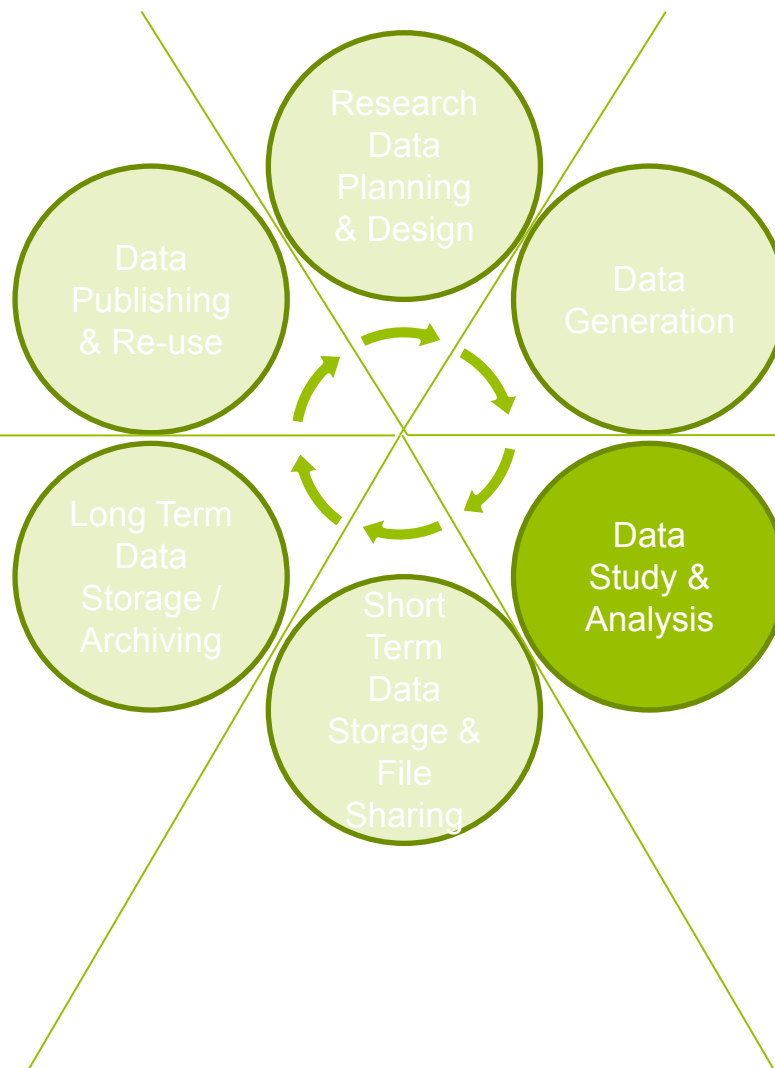 Research
Data
Planning
& Design
Data
Generation
Data
Study &
Analysis
Short
Term
Data
Storage &
File
Sharing
Long Term
Data
Storage /
Archiving
Data
Publishing
& Re-use